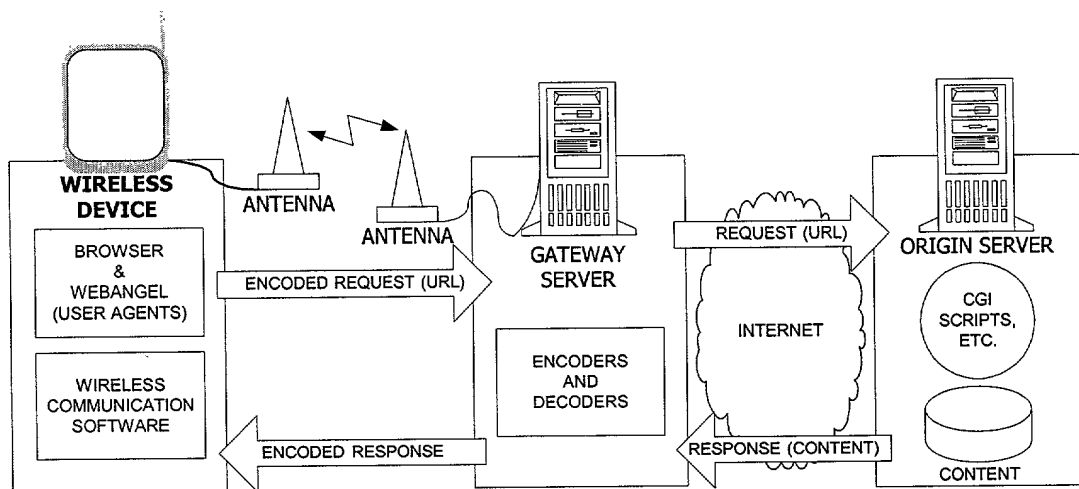 WIRELESS
DEVICE
BROWSER
&
WEBANGEL
(USER AGENTS)
WIRELESS
COMMUNICATION
SOFTWARE
ANTENNA
ANTENNA
ENCODED REQUEST (URL)
ENCODED RESPONSE
GATEWAY
SERVER
ENCODERS
AND
DECODERS
REQUEST (URL)
INTERNET
RESPONSE (CONTENT)
ORIGIN SERVER
CGI
SCRIPTS,
ETC.
CONTENT